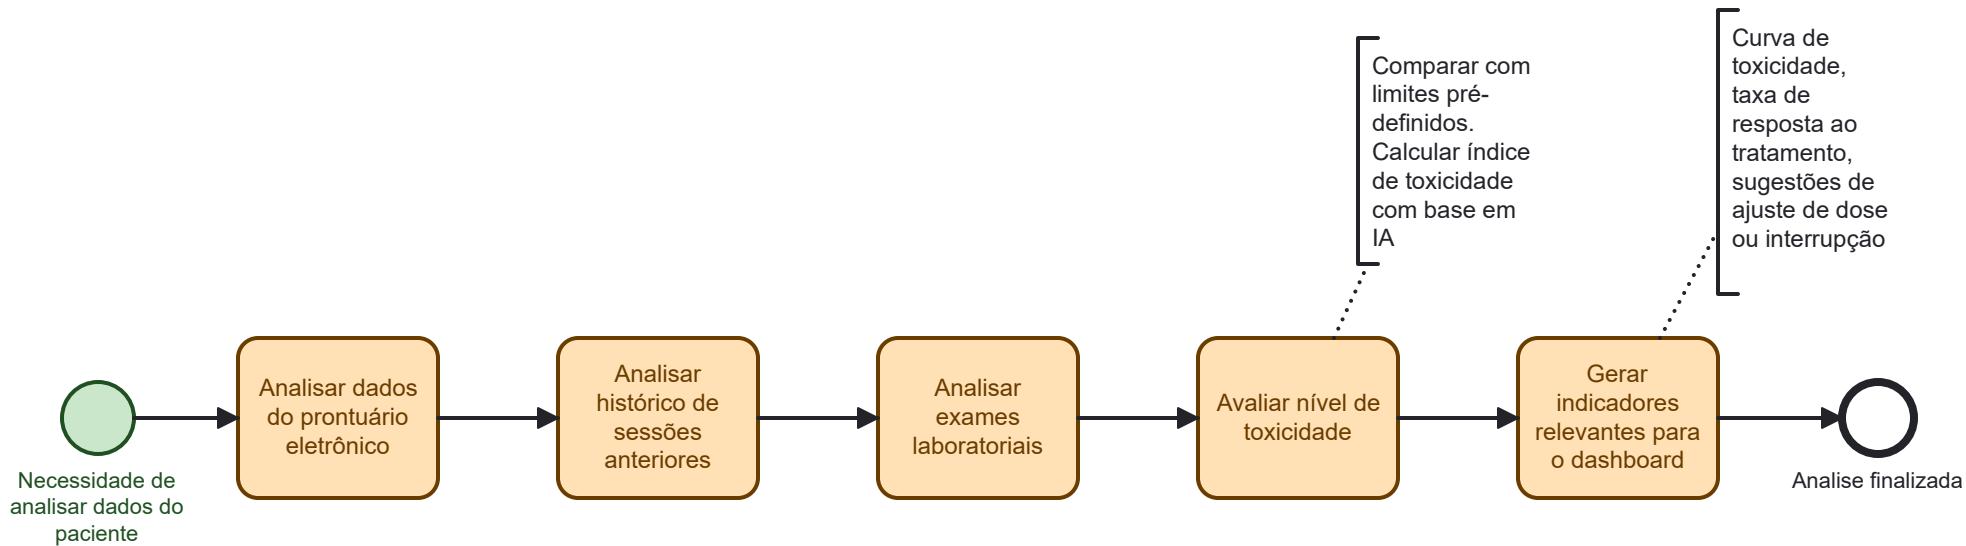 Comparar com
limites pré-
definidos.
Calcular índice
de toxicidade
com base em
IA
Curva de
toxicidade,
taxa de
resposta ao
tratamento,
sugestões de
ajuste de dose
ou interrupção
Necessidade de
analisar dados do
paciente
Analisar dados
do prontuário
eletrônico
Analisar
histórico de
sessões
anteriores
Analisar
exames
laboratoriais
Avaliar nível de
toxicidade
Gerar
indicadores
relevantes para
o dashboard
Analise finalizada